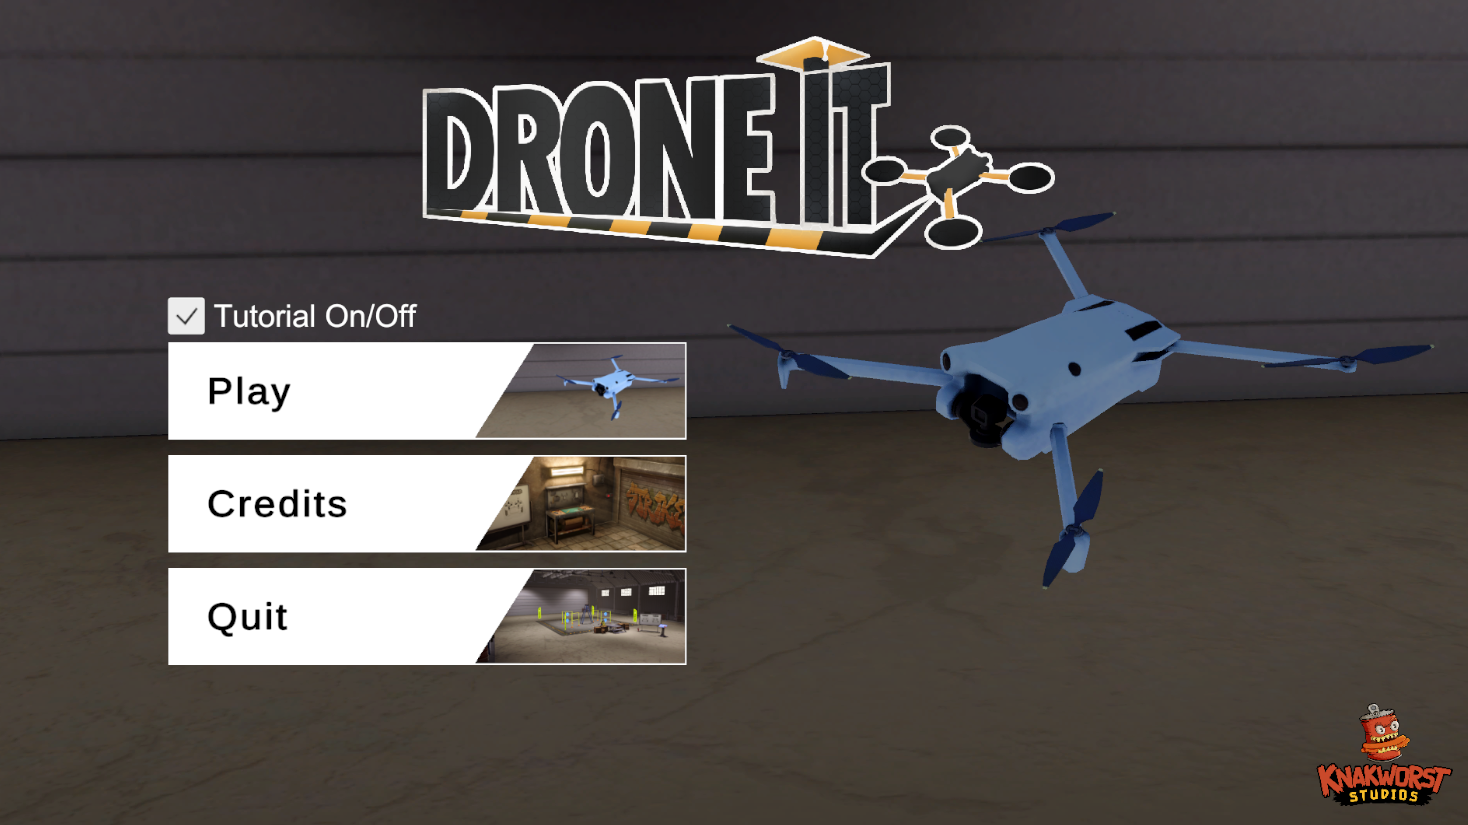 DRONE IT
Tutorial On/Off
Play
Credits
Quit
KNAKWORST
STUDIOS